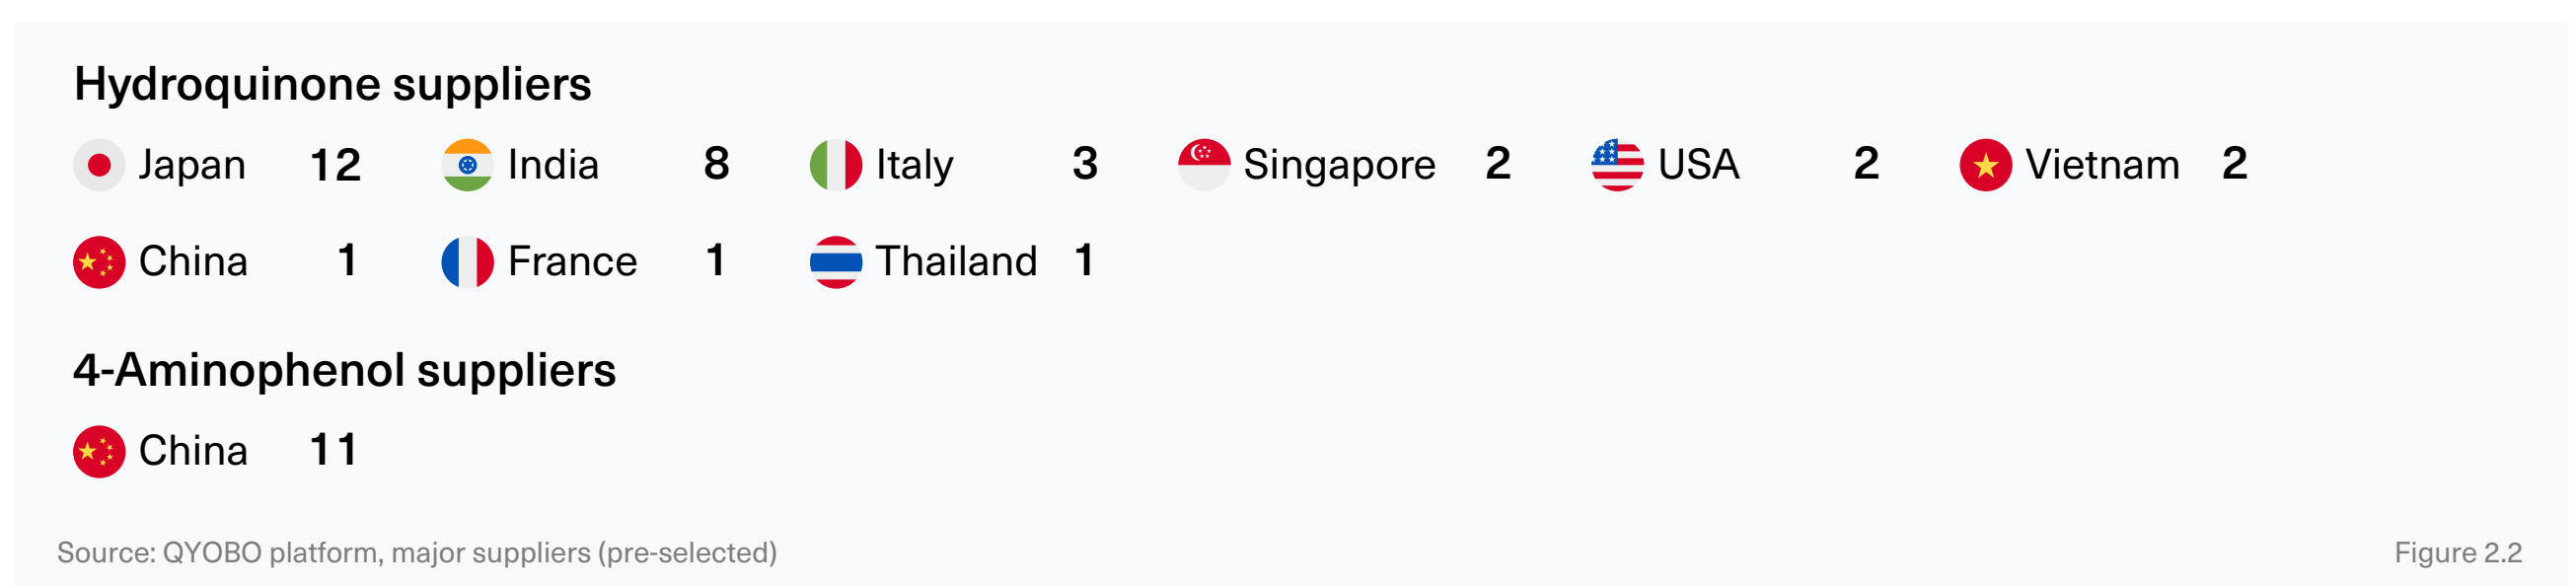 Hydroquinone suppliers
Japan 12 India 8 Italy 3 Singapore 2 USA 2 Vietnam 2
China 1 France 1 Thailand 1
4-Aminophenol suppliers
China 11
Source: QYOBO platform, major suppliers (pre-selected) Figure 2.2